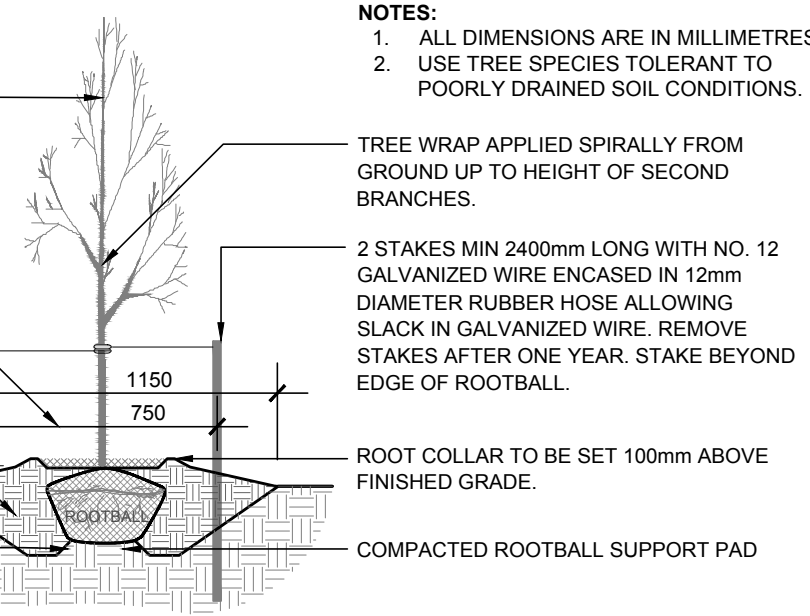 NOTES:
1. ALL DIMENSIONS ARE IN MILLIMETRES
2. USE TREE SPECIES TOLERANT TO
POORLY DRAINED SOIL CONDITIONS.
TREE WRAP APPLIED SPIRALLY FROM
GROUND UP TO HEIGHT OF SECOND
BRANCHES.
2 STAKES MIN 2400mm LONG WITH NO. 12
GALVANIZED WIRE ENCASED IN 12mm
DIAMETER RUBBER HOSE ALLOWING
SLACK IN GALVANIZED WIRE. REMOVE
STAKES AFTER ONE YEAR. STAKE BEYOND
EDGE OF ROOTBALL.
1150
750
ROOT COLLAR TO BE SET 100mm ABOVE
FINISHED GRADE.
ROOTBALL
COMPACTED ROOTBALL SUPPORT PAD